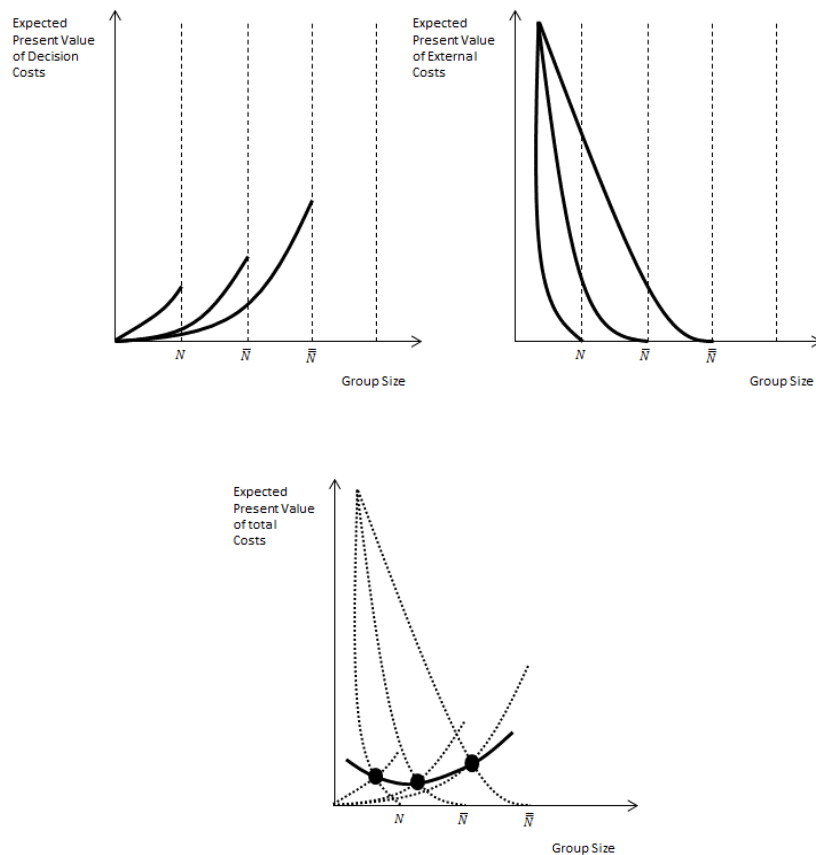 Expected
Present Value
of Decision
Costs
N
N̄
N̿
Group Size
Expected
Present Value
of External
Costs
N
N̄
N̿
Group Size
Expected
Present Value
of total
Costs
N
N̄
N̿
Group Size